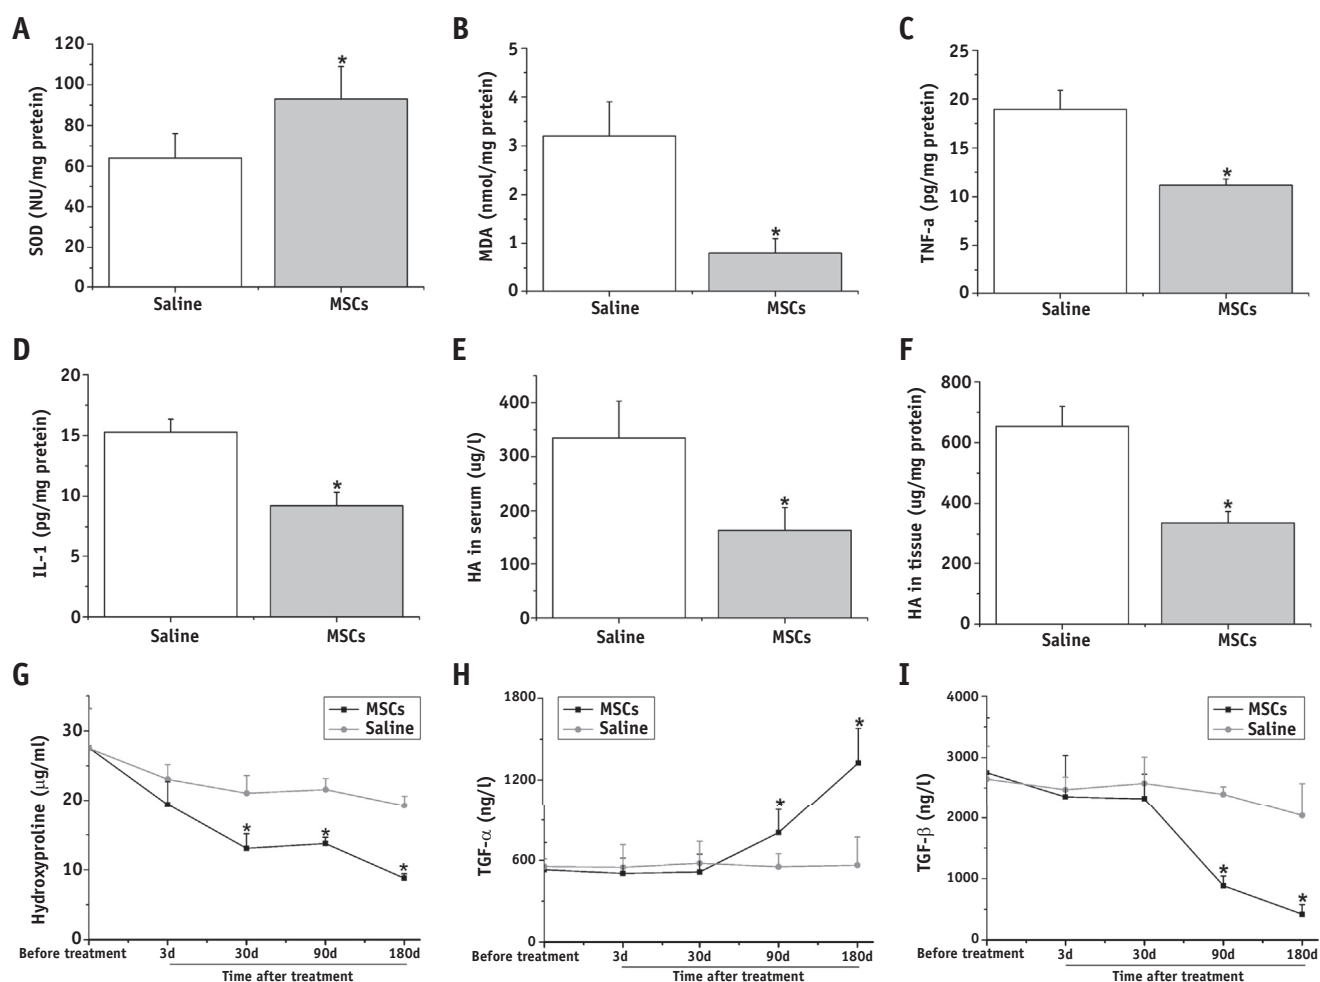 A
SOD (NU/mg pretein)
120
100
80
60
40
20
0
*
Saline MSCs
B
MDA (nmol/mg pretein)
5
4
3
2
1
0
*
Saline MSCs
C
TNF-a (pg/mg pretein)
25
20
15
10
5
0
*
Saline MSCs
D
IL-1 (pg/mg pretein)
20
15
10
5
0
*
Saline MSCs
E
HA in serum (ug/l)
400
300
200
100
0
*
Saline MSCs
F
HA in tissue (ug/mg protein)
800
600
400
200
0
*
Saline MSCs
G
Hydroxyproline (μg/ml)
30
20
10
0
MSCs
Saline
* * *
Before treatment 3d 30d 90d 180d
Time after treatment
H
TGF-α (ng/l)
1800
1200
600
0
MSCs
Saline
* *
Before treatment 3d 30d 90d 180d
Time after treatment
I
TGF-β (ng/l)
4000
3000
2000
1000
0
MSCs
Saline
* *
Before treatment 3d 30d 90d 180d
Time after treatment